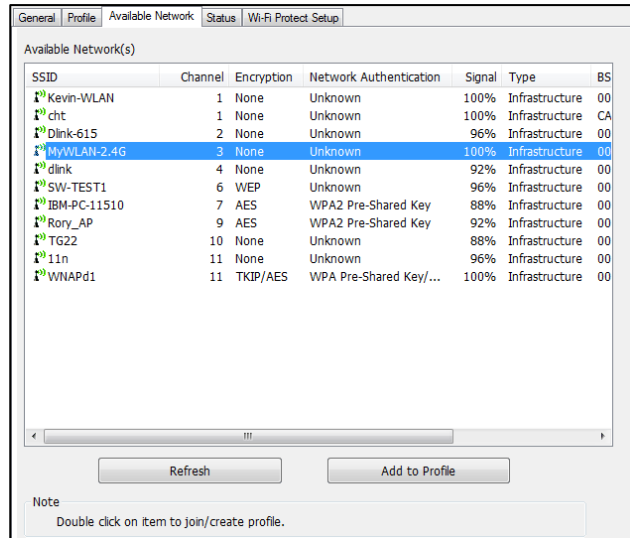 General Profile Available Network Status Wi-Fi Protect Setup
Available Network(s)
SSID Channel Encryption Network Authentication Signal Type BS
Kevin-WLAN 1 None Unknown 100% Infrastructure 00
cht 1 None Unknown 100% Infrastructure CA
Dlink-615 2 None Unknown 96% Infrastructure 00
MyWLAN-2.4G 3 None Unknown 100% Infrastructure 00
dlink 4 None Unknown 92% Infrastructure 00
SW-TEST1 6 WEP Unknown 96% Infrastructure 00
IBM-PC-11510 7 AES WPA2 Pre-Shared Key 88% Infrastructure 00
Rory_AP 9 AES WPA2 Pre-Shared Key 92% Infrastructure 00
TG22 10 None Unknown 88% Infrastructure 00
11n 11 None Unknown 96% Infrastructure 00
WNAPd1 11 TKIP/AES WPA Pre-Shared Key/... 100% Infrastructure 00
Refresh Add to Profile
Note
Double click on item to join/create profile.